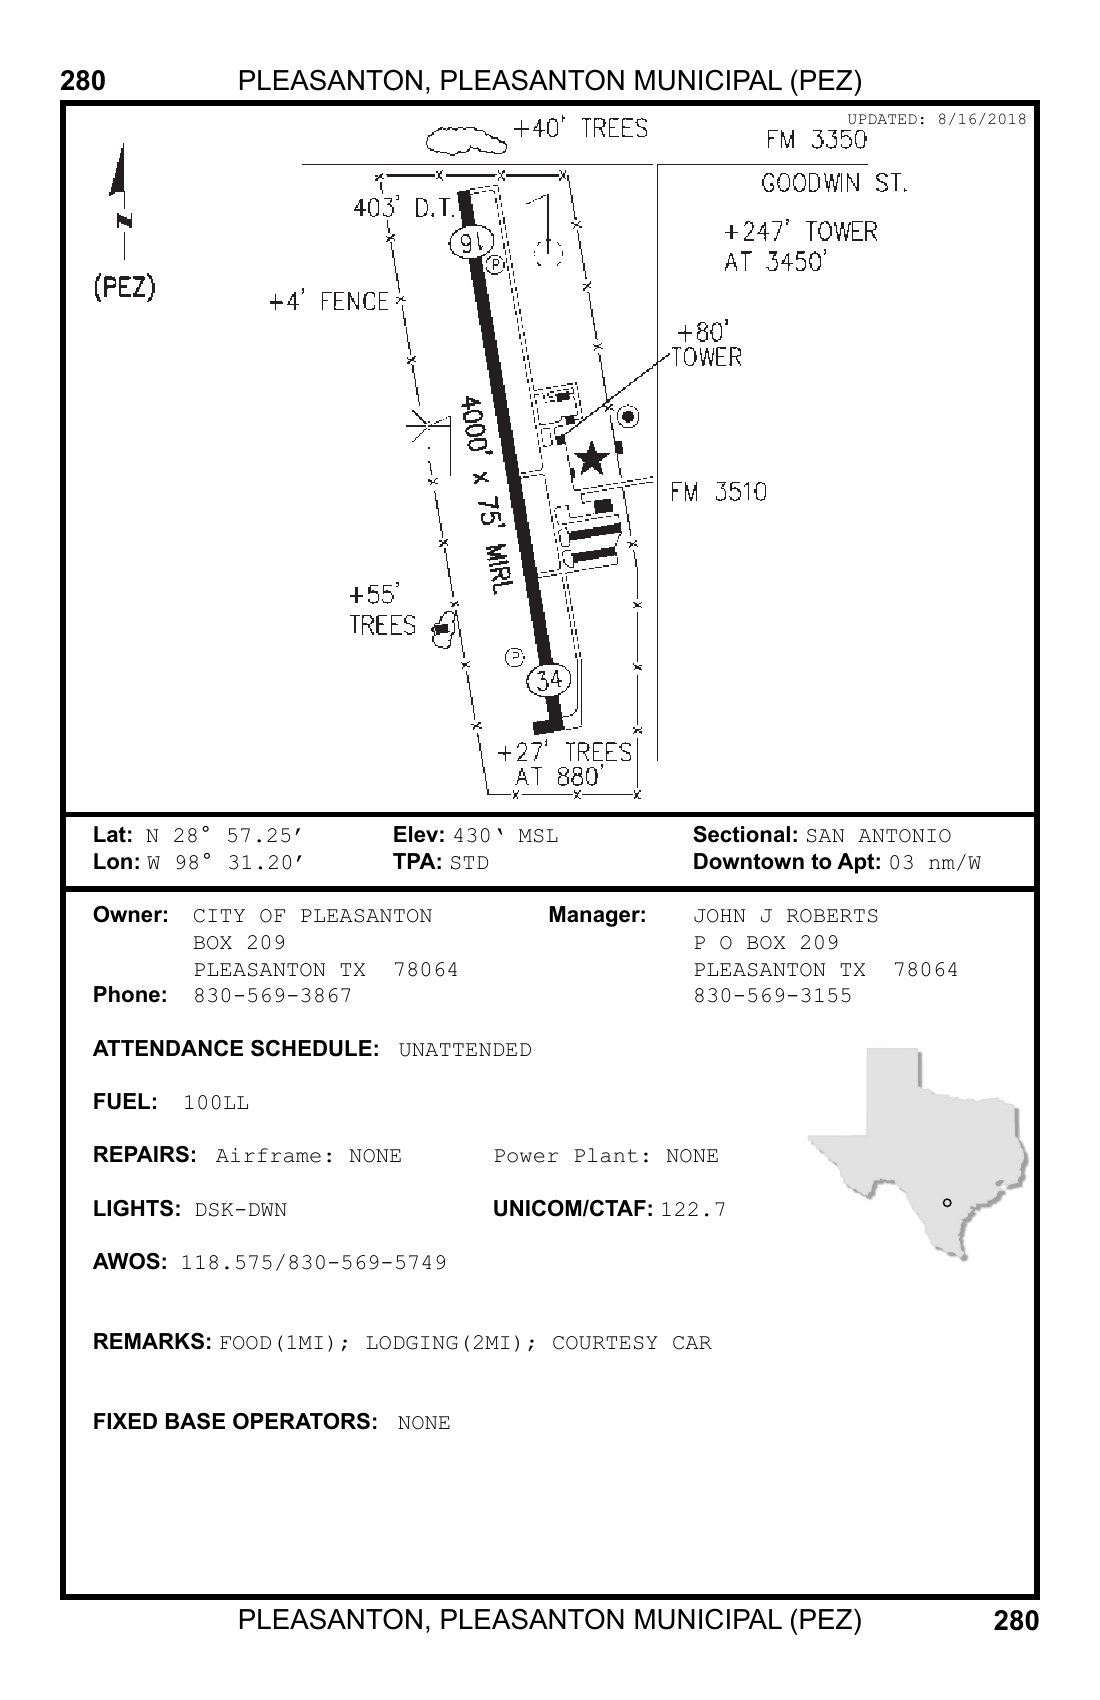 280 PLEASANTON, PLEASANTON MUNICIPAL (PEZ)
UPDATED: 8/16/2018
+40' TREES
FM 3350
GOODWIN ST.
N
(PEZ)
403' D.T.
16
P
+247' TOWER
AT 3450'
+4' FENCE
+80'
TOWER
4000' x 75' MIRL
FM 3510
+55'
TREES
P
34
+27' TREES
AT 880'
Lat: N 28° 57.25’ Elev: 430‘ MSL Sectional: SAN ANTONIO
Lon: W 98° 31.20’ TPA: STD Downtown to Apt: 03 nm/W
Owner: CITY OF PLEASANTON Manager: JOHN J ROBERTS
BOX 209 P O BOX 209
PLEASANTON TX 78064 PLEASANTON TX 78064
Phone: 830-569-3867 830-569-3155
ATTENDANCE SCHEDULE: UNATTENDED
FUEL: 100LL
REPAIRS: Airframe: NONE Power Plant: NONE
LIGHTS: DSK-DWN UNICOM/CTAF: 122.7
AWOS: 118.575/830-569-5749
REMARKS: FOOD(1MI); LODGING(2MI); COURTESY CAR
FIXED BASE OPERATORS: NONE
PLEASANTON, PLEASANTON MUNICIPAL (PEZ) 280